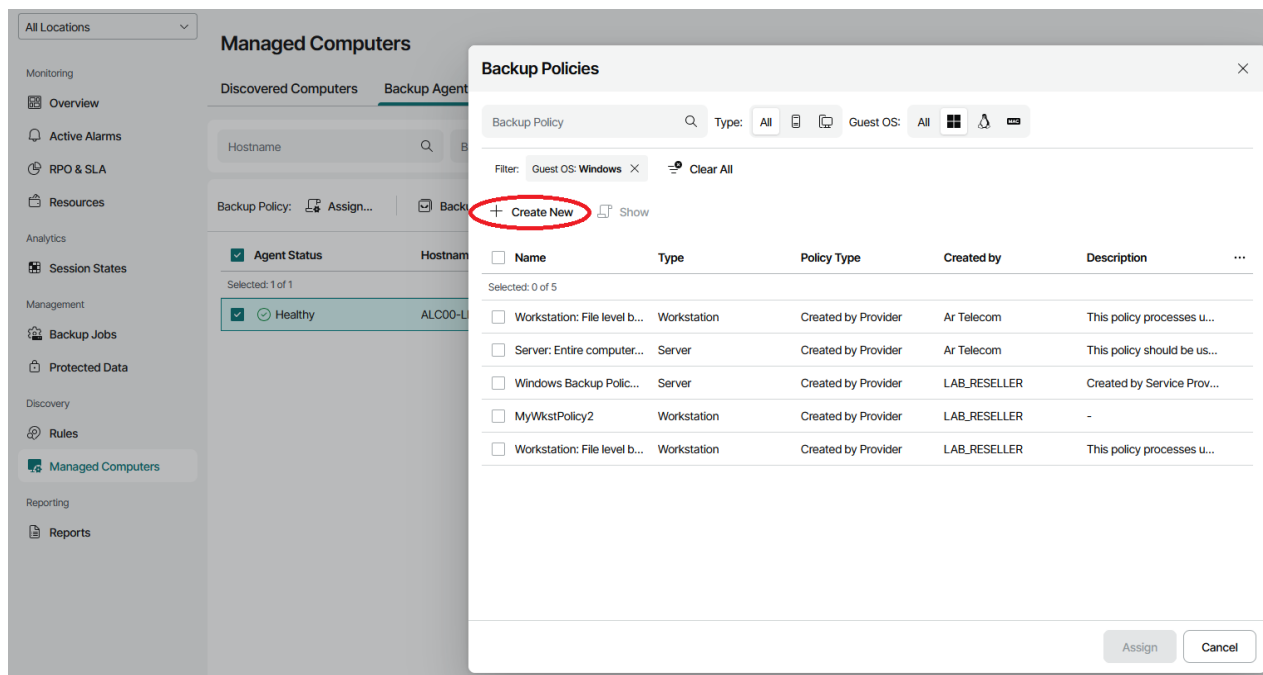 All Locations
Monitoring
Overview
Active Alarms
RPO & SLA
Resources
Analytics
Session States
Management
Backup Jobs
Protected Data
Discovery
Rules
Managed Computers
Reporting
Reports
Managed Computers
Discovered Computers Backup Agent
Hostname B
Backup Policy: Assign... Backu
Agent Status Hostnam
Selected: 1 of 1
Healthy ALC00-L
Backup Policies
Backup Policy Type: All Guest OS: All MAC
Filter: Guest OS: Windows Clear All
Create New Show
Name Type Policy Type Created by Description ...
Selected: 0 of 5
Workstation: File level b... Workstation Created by Provider Ar Telecom This policy processes u...
Server: Entire computer... Server Created by Provider Ar Telecom This policy should be us...
Windows Backup Polic... Server Created by Provider LAB_RESELLER Created by Service Prov...
MyWkstPolicy2 Workstation Created by Provider LAB_RESELLER -
Workstation: File level b... Workstation Created by Provider LAB_RESELLER This policy processes u...
Assign Cancel